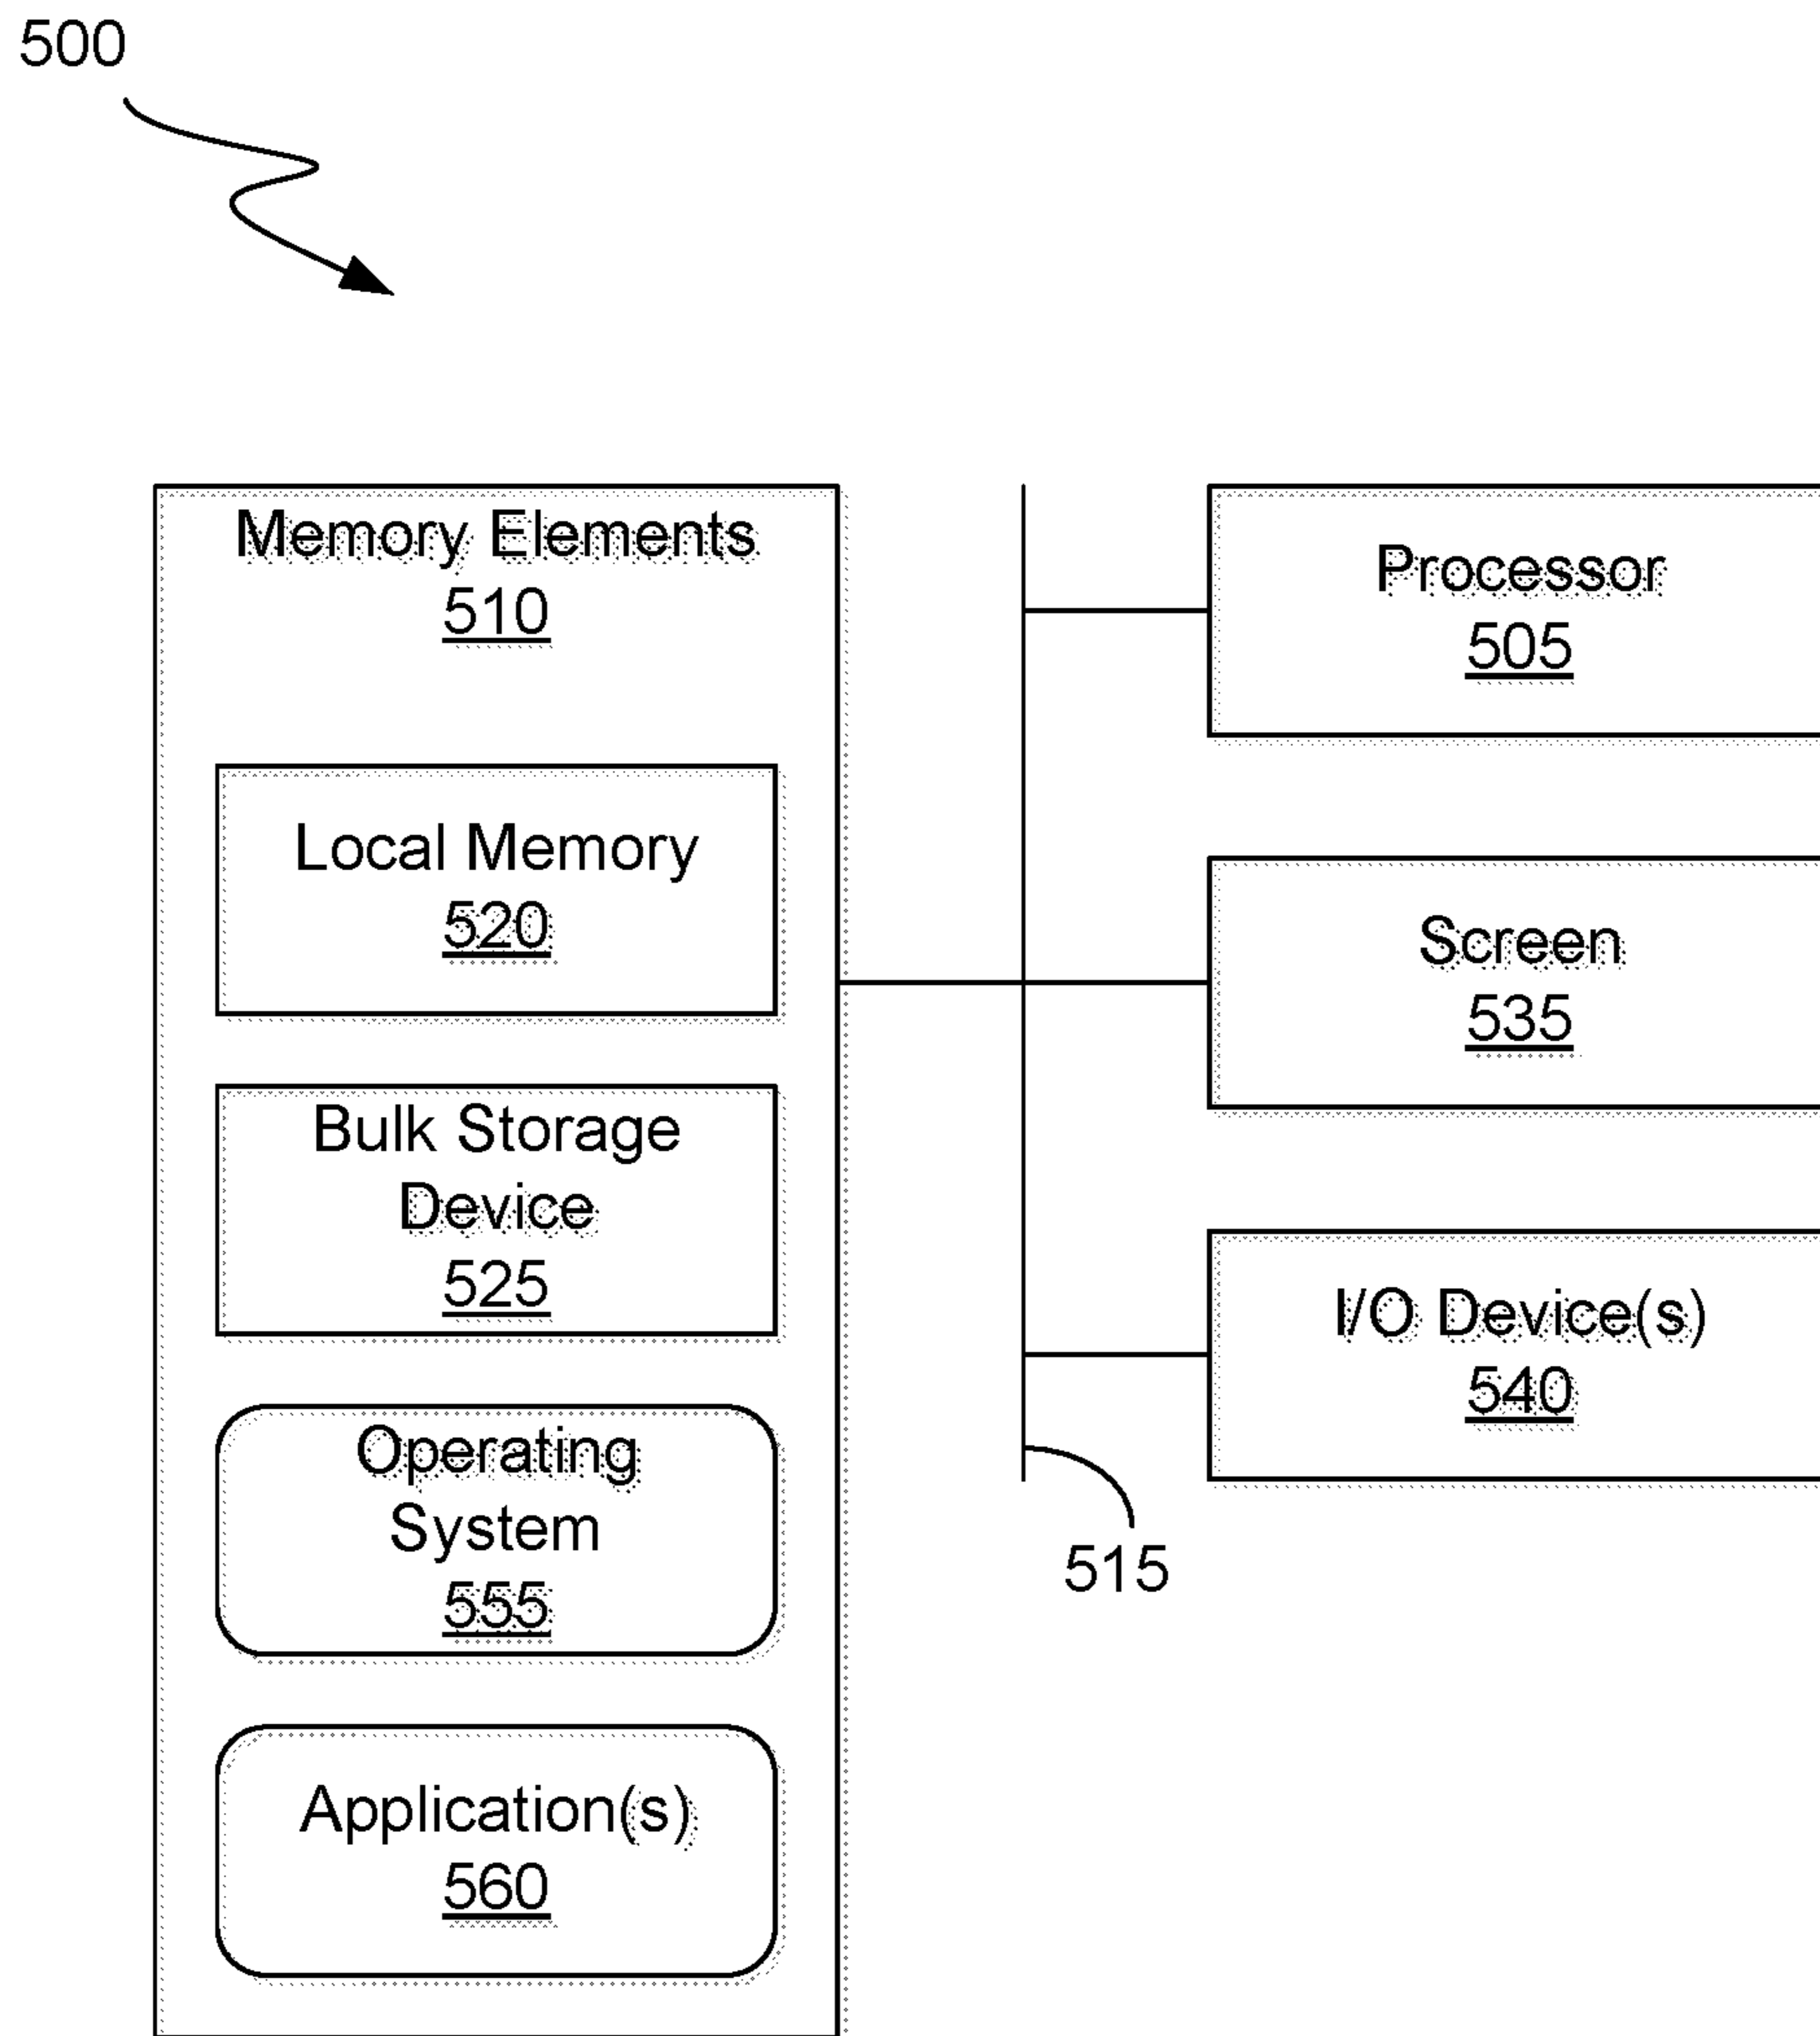 500
Memory Elements
510
Local Memory
520
Bulk Storage
Device
525
Operating
System
555
Application(s)
560
Processor
505
Screen
535
I/O Device(s)
540
515